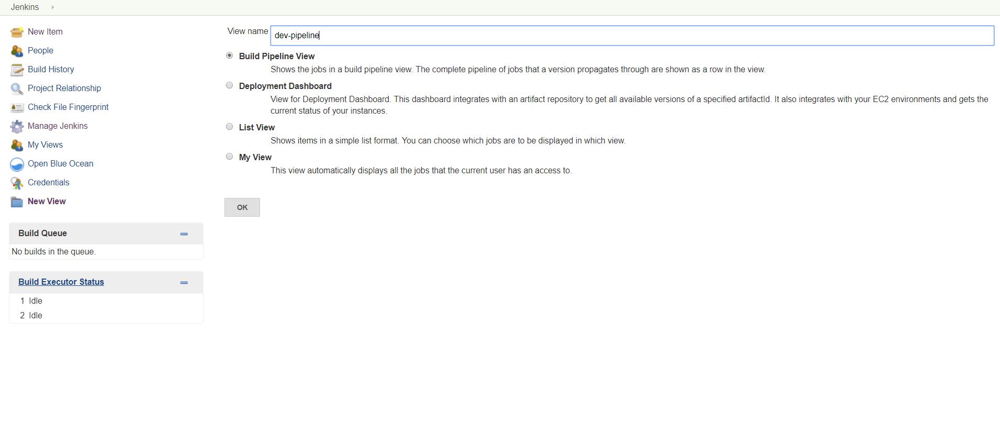 Jenkins
New Item
People
Build History
Project Relationship
Check File Fingerprint
Manage Jenkins
My Views
Open Blue Ocean
Credentials
New View
Build Queue
No builds in the queue.
Build Executor Status
1 Idle
2 Idle
View name dev-pipeline
Build Pipeline View
Shows the jobs in a build pipeline view. The complete pipeline of jobs that a version propagates through are shown as a row in the view.
Deployment Dashboard
View for Deployment Dashboard. This dashboard integrates with an artifact repository to get all available versions of a specified artifactId. It also integrates with your EC2 environments and gets the
current status of your instances.
List View
Shows items in a simple list format. You can choose which jobs are to be displayed in which view.
My View
This view automatically displays all the jobs that the current user has an access to.
OK